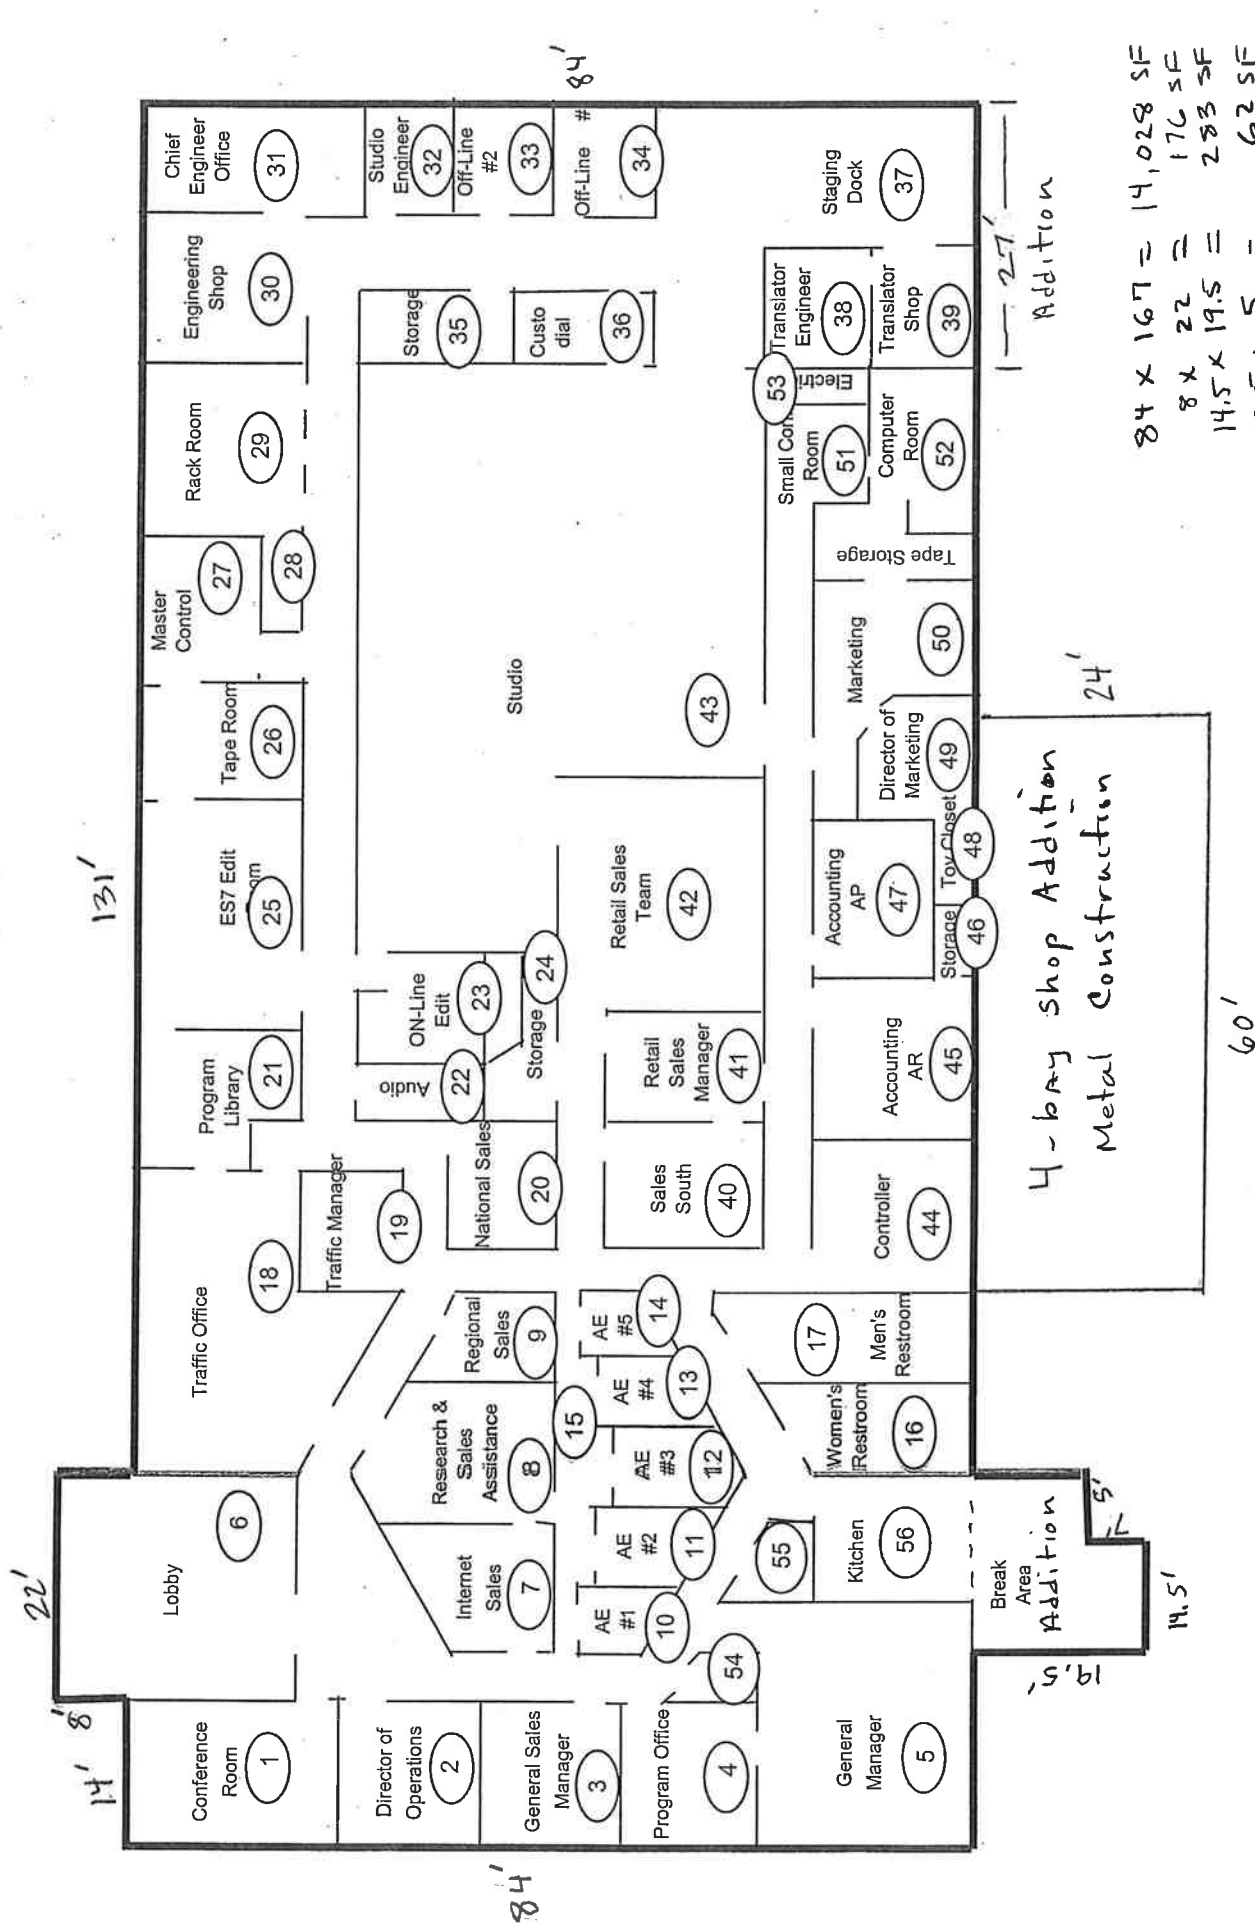 22'
8'
14'
131'
Lobby
6
Conference
Room
1
Director of
Operations
2
General Sales
Manager
3
Program Office
4
General
Manager
5
84'
Traffic Office
18
Traffic Manager
19
Program
Library
21
ES7 Edit
25
Tape Room
26
Master
Control
27
28
Rack Room
29
Engineering
Shop
30
Chief
Engineer
Office
31
Studio
Engineer
32
Off-Line
#2
33
Off-Line #
34
84'
Storage
35
Custo
dial
36
Internet
Sales
7
Research &
Sales
Assistance
8
Regional
Sales
9
National Sales
20
Audio
22
ON-Line
Edit
23
Storage
24
Studio
43
AE
#1
10
AE
#2
11
AE
#3
12
AE
#4
13
AE
#5
14
15
Sales
South
40
Retail
Sales
Manager
41
Retail Sales
Team
42
54
55
Kitchen
56
Women's
Restroom
16
Men's
Restroom
17
Controller
44
Accounting
AR
45
Accounting
AP
47
Storage
46
Toy Closet
48
Director of
Marketing
49
Marketing
50
Tape Storage
Small Con
Room
51
Electri
53
Computer
Room
52
Translator
Engineer
38
Translator
Shop
39
Staging
Dock
37
Break
Area
Addition
19.5'
14.5'
7'
5'
4-bay shop Addition
Metal Construction
24'
60'
27'
Addition
84 x 167 = 14,028 SF
8 x 22 = 176 SF
14.5 x 19.5 = 283 SF
5 = 62 SF